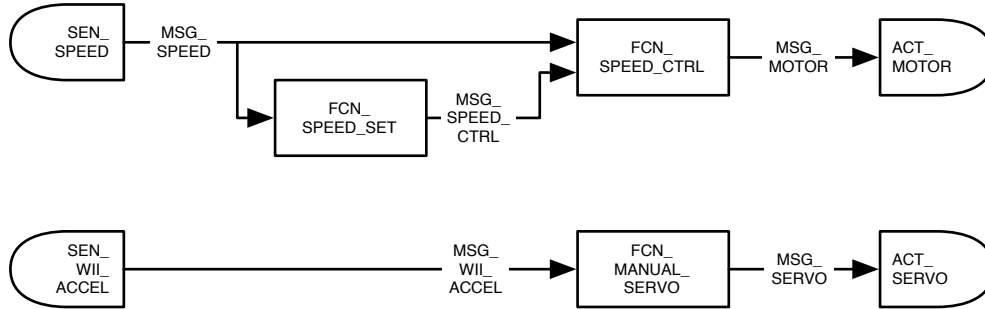 SEN_
SPEED
MSG_
SPEED
FCN_
SPEED_CTRL
MSG_
MOTOR
ACT_
MOTOR
FCN_
SPEED_SET
MSG_
SPEED_
CTRL
SEN_
WII_
ACCEL
MSG_
WII_
ACCEL
FCN_
MANUAL_
SERVO
MSG_
SERVO
ACT_
SERVO